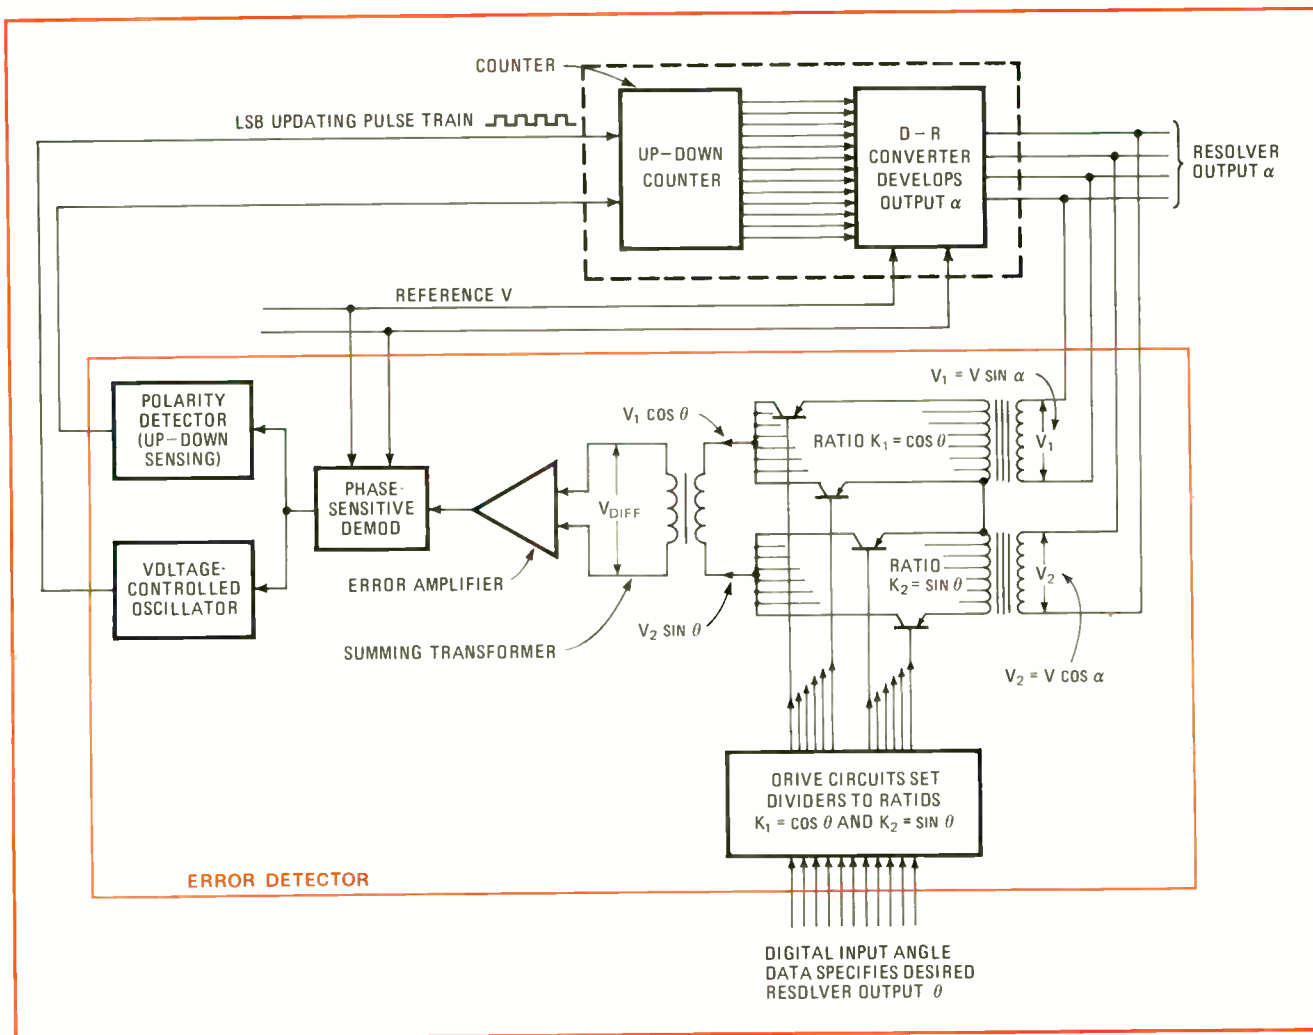 COUNTER
LSB UPDATING PULSE TRAIN
UP-DOWN
COUNTER
D-R
CONVERTER
DEVELOPS
OUTPUT α
RESOLVER
OUTPUT α
REFERENCE V
POLARITY
DETECTOR
(UP-DOWN
SENSING)
VOLTAGE-
CONTROLLED
OSCILLATOR
PHASE-
SENSITIVE
DEMOD
ERROR AMPLIFIER
SUMMING TRANSFORMER
V_DIFF
V₁ COS θ
V₂ SIN θ
RATIO K₁ = COS θ
RATIO
K₂ = SIN θ
V₁ = V SIN α
V₁
V₂
V₂ = V COS α
ORIVE CIRCUITS SET
DIVIDERS TO RATIDS
K₁ = COS θ AND K₂ = SIN θ
ERROR DETECTOR
DIGITAL INPUT ANGLE
DATA SPECIFIES DESIRED
RESDLVER OUTPUT θ